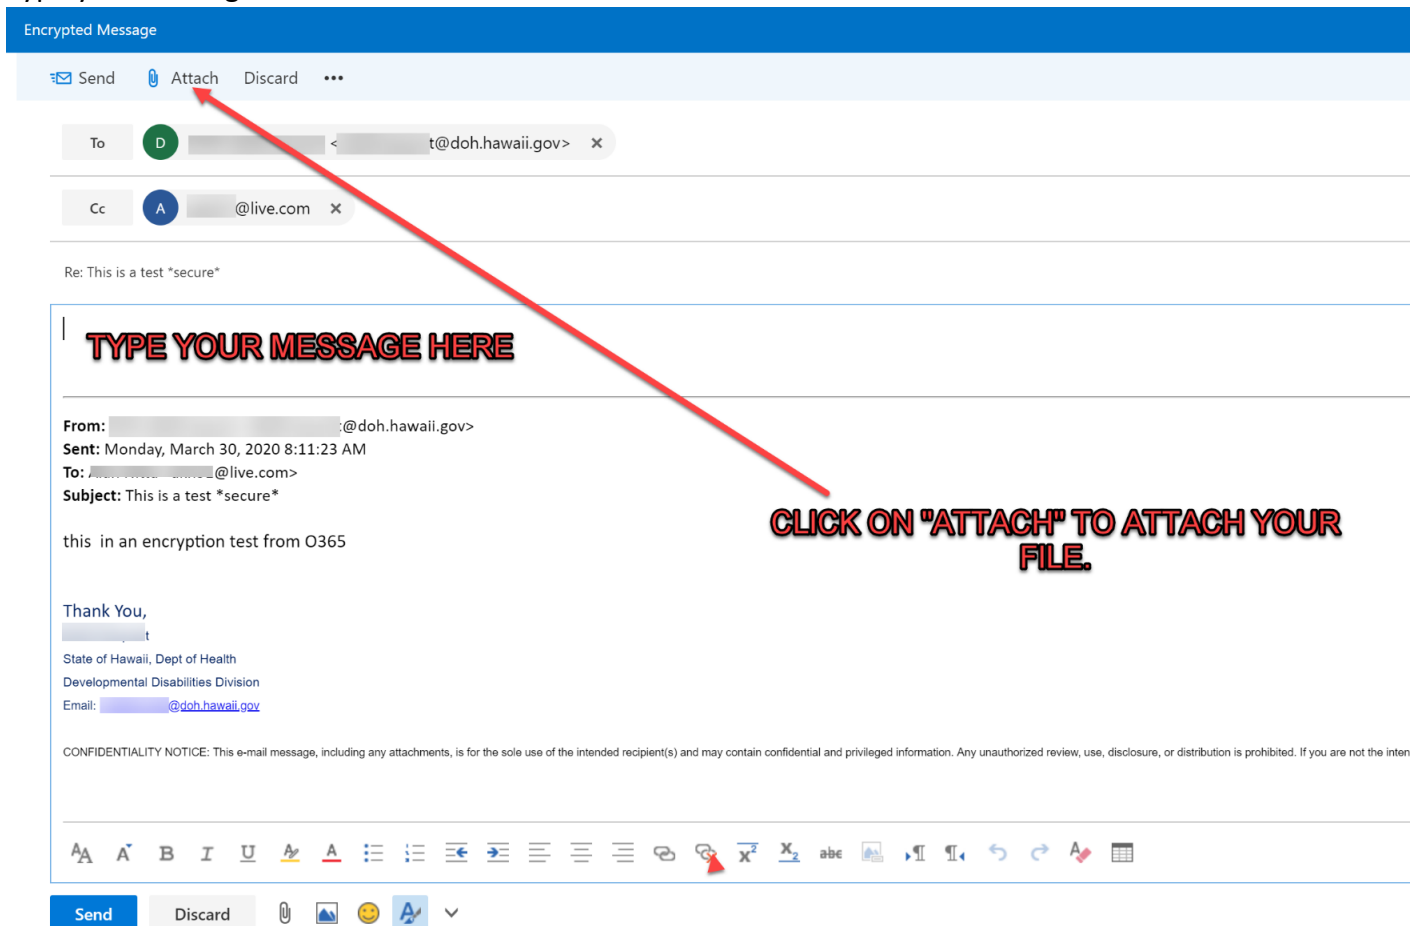 Encrypted Message
Send Attach Discard •••
To D < t@doh.hawaii.gov> ×
Cc A @live.com ×
Re: This is a test *secure*
TYPE YOUR MESSAGE HERE
From: @doh.hawaii.gov>
Sent: Monday, March 30, 2020 8:11:23 AM
To: @live.com>
Subject: This is a test *secure*
CLICK ON "ATTACH" TO ATTACH YOUR
FILE.
this in an encryption test from O365
Thank You,
t
State of Hawaii, Dept of Health
Developmental Disabilities Division
Email: @doh.hawaii.gov
CONFIDENTIALITY NOTICE: This e-mail message, including any attachments, is for the sole use of the intended recipient(s) and may contain confidential and privileged information. Any unauthorized review, use, disclosure, or distribution is prohibited. If you are not the inten
Send Discard